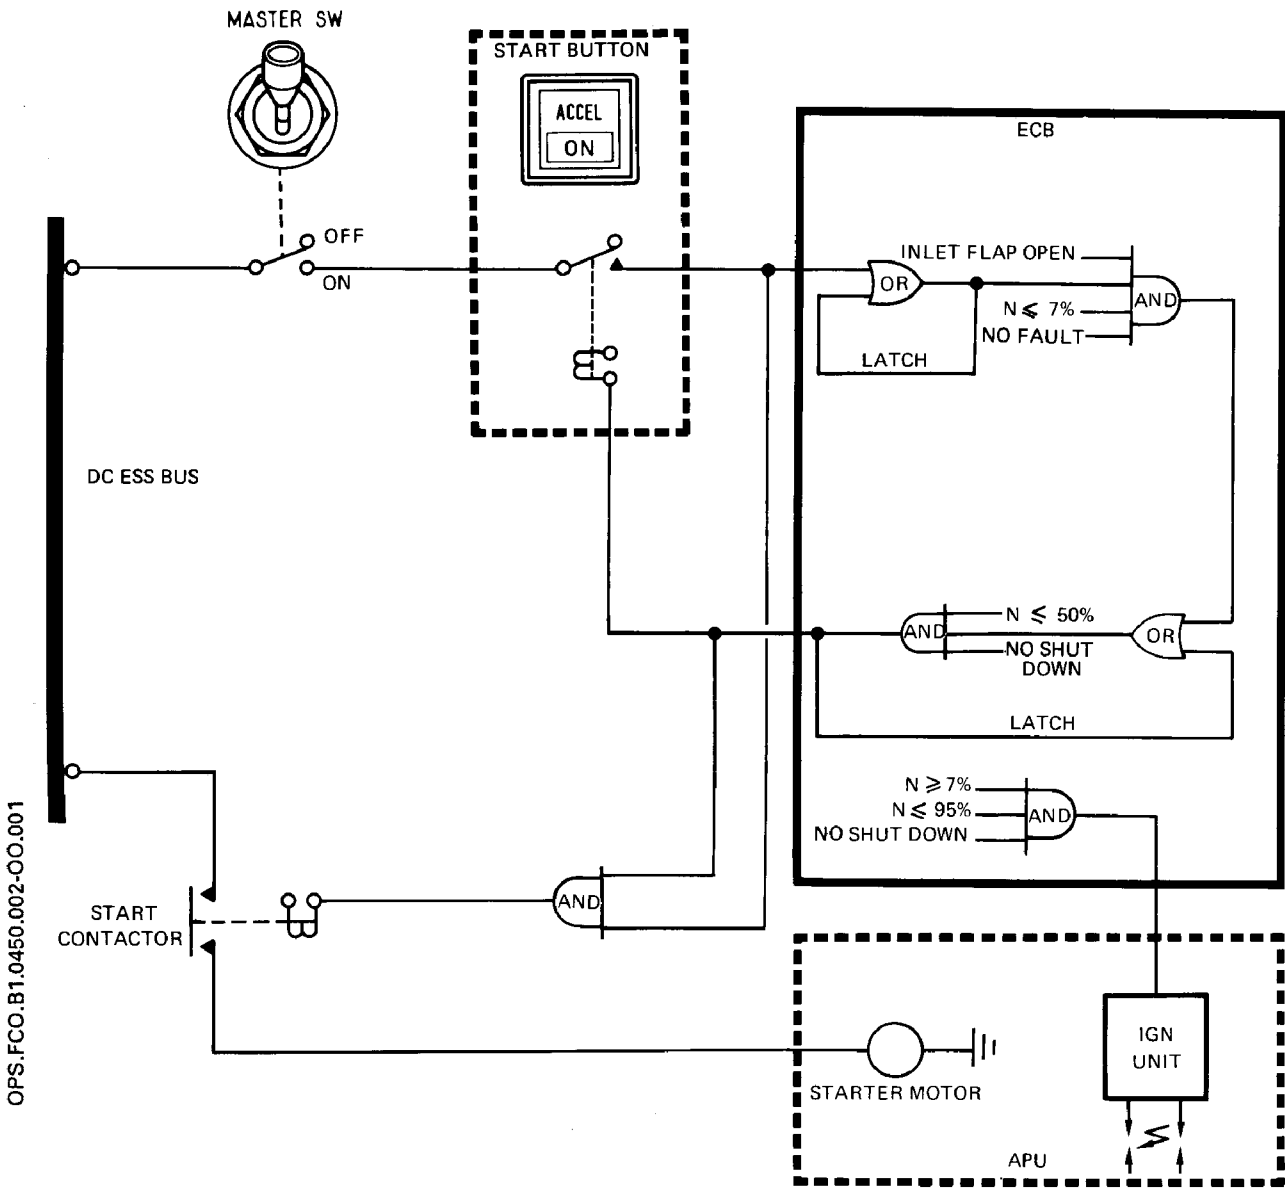 MASTER SW
START BUTTON
ACCEL
ON
ECB
OFF
ON
INLET FLAP OPEN
OR
AND
N ⩽ 7%
NO FAULT
LATCH
DC ESS BUS
N ⩽ 50%
AND
OR
NO SHUT
DOWN
LATCH
N ⩾ 7%
N ⩽ 95%
AND
NO SHUT DOWN
START
CONTACTOR
AND
IGN
UNIT
STARTER MOTOR
APU
OPS.FCO.B1.0450.002-OO.001